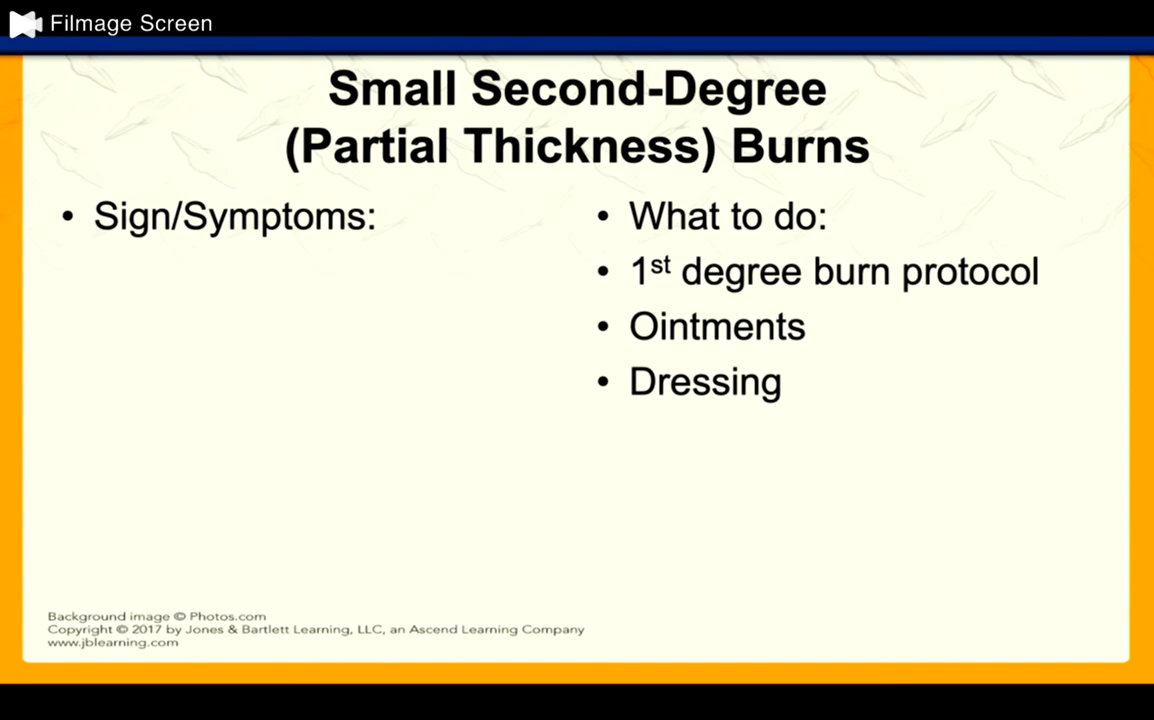 Filmage Screen
Small Second-Degree
(Partial Thickness) Burns
• Sign/Symptoms:
• What to do:
• 1st degree burn protocol
• Ointments
• Dressing
Background image © Photos.com
Copyright © 2017 by Jones & Bartlett Learning, LLC, an Ascend Learning Company
www.jblearning.com